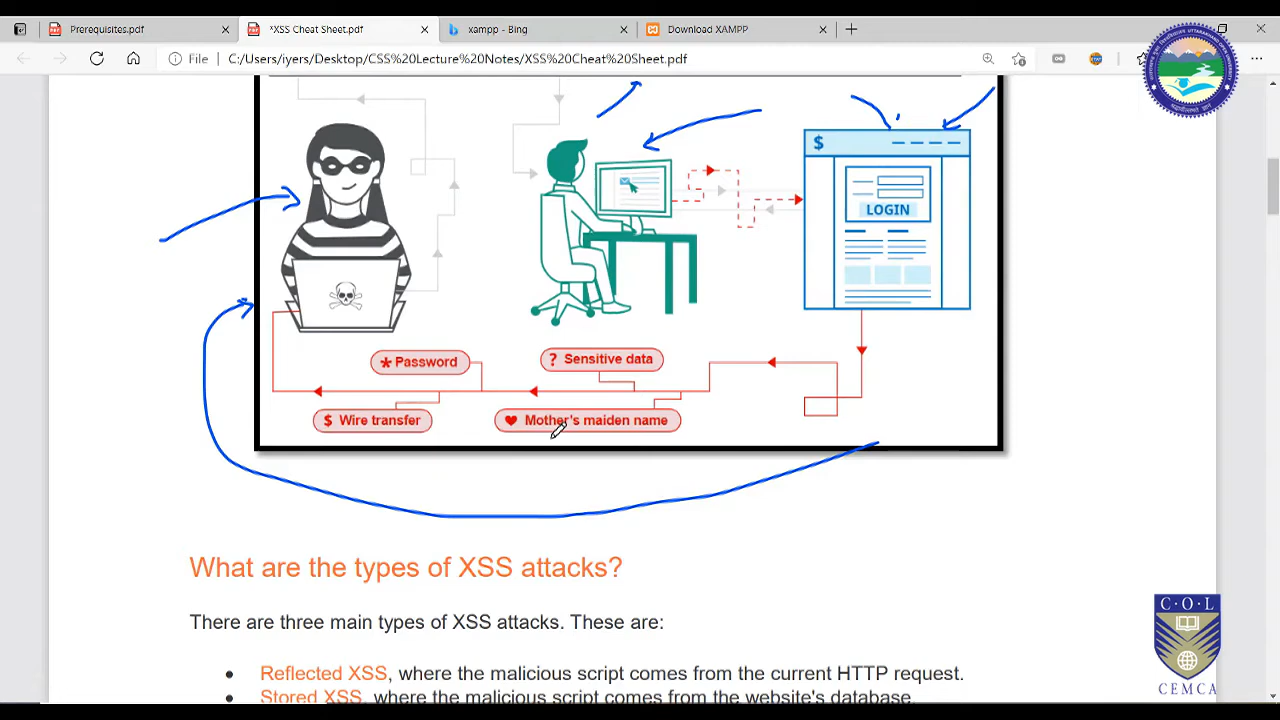 Prerequisites.pdf
*XSS Cheat Sheet.pdf
xampp - Bing
Download XAMPP
File
C:/Users/iyers/Desktop/CSS%20Lecture%20Notes/XSS%20Cheat%20Sheet.pdf
$
LOGIN
* Password
? Sensitive data
$ Wire transfer
Mother's maiden name
What are the types of XSS attacks?
There are three main types of XSS attacks. These are:
• Reflected XSS, where the malicious script comes from the current HTTP request.
• Stored XSS, where the malicious script comes from the website's database.
C·O·L
CEMCA